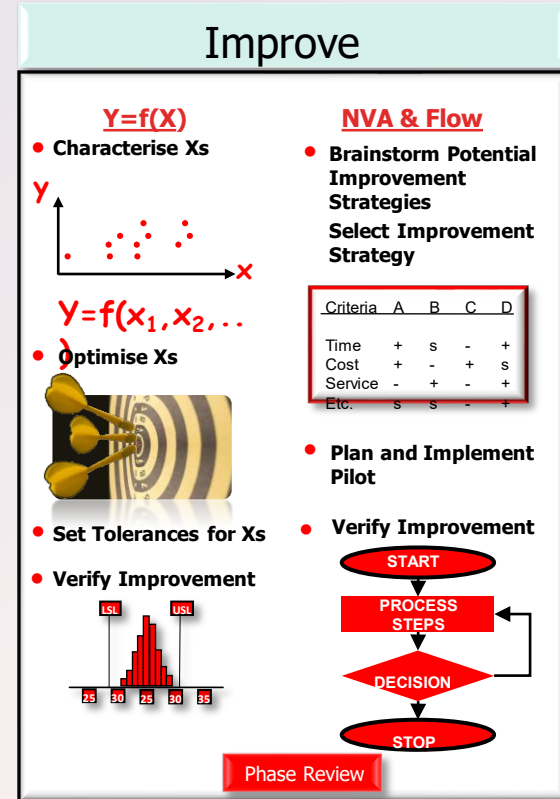 Improve
Y=f(X)
• Characterise Xs
Y
X
Y=f(x₁,x₂,..
)
• Optimise Xs
• Set Tolerances for Xs
• Verify Improvement
LSL USL
25 30 25 30 35
NVA & Flow
• Brainstorm Potential
Improvement
Strategies
Select Improvement
Strategy
Criteria A B C D
Time + s - +
Cost + - + s
Service - + - +
Etc. s s - +
• Plan and Implement
Pilot
• Verify Improvement
START
PROCESS
STEPS
DECISION
STOP
Phase Review